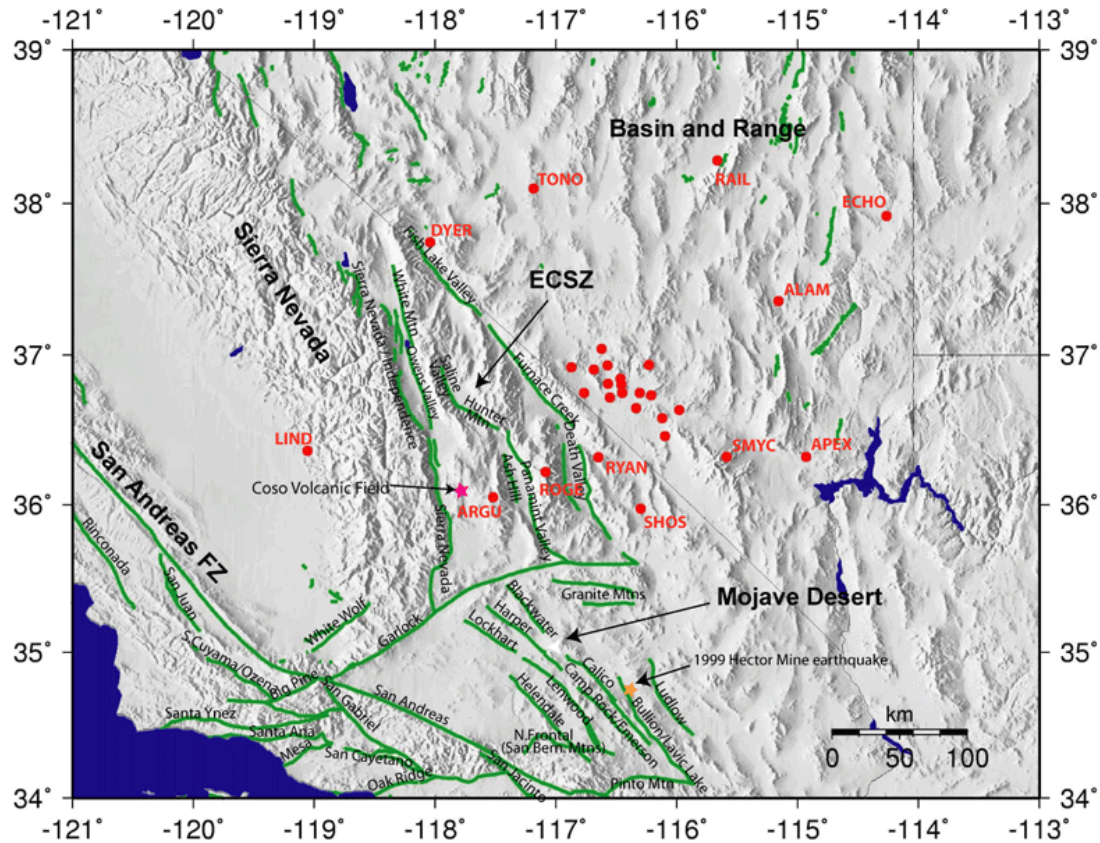 -121° -120° -119° -118° -117° -116° -115° -114° -113°
39° 39°
Basin and Range
RAIL
TONO
38° 38°
ECHO
DYER
Sierra Nevada
Fish Lake Valley
ECSZ
ALAM
White Mtn
Sierra Nevada / Independence
Owens Valley
37° 37°
Saline Valley
Hunter Mtn
Furnace Creek
Death Valley
LIND
SMYC
APEX
RYAN
Coso Volcanic Field
ROGE
Ash Hill
Panamint Valley
ARGU
36° 36°
SHOS
San Andreas FZ
Rinconada
Sierra Nevada
San Juan
Granite Mtns
Blackwater
Mojave Desert
Harper
White Wolf
Garlock
Lockhart
35° 35°
S.Cuyama/Ozena
1999 Hector Mine earthquake
Calico
Big Pine
Camp Rock/Emerson
Lenwood
Helendale
Ludlow
Bullion/Lavic Lake
San Gabriel
San Andreas
Santa Ynez
Santa Ana
Mesa
N.Frontal
(San Bern. Mtns)
San Cayetano
San Jacinto
Oak Ridge
Pinto Mtn
km
0 50 100
34° 34°
-121° -120° -119° -118° -117° -116° -115° -114° -113°